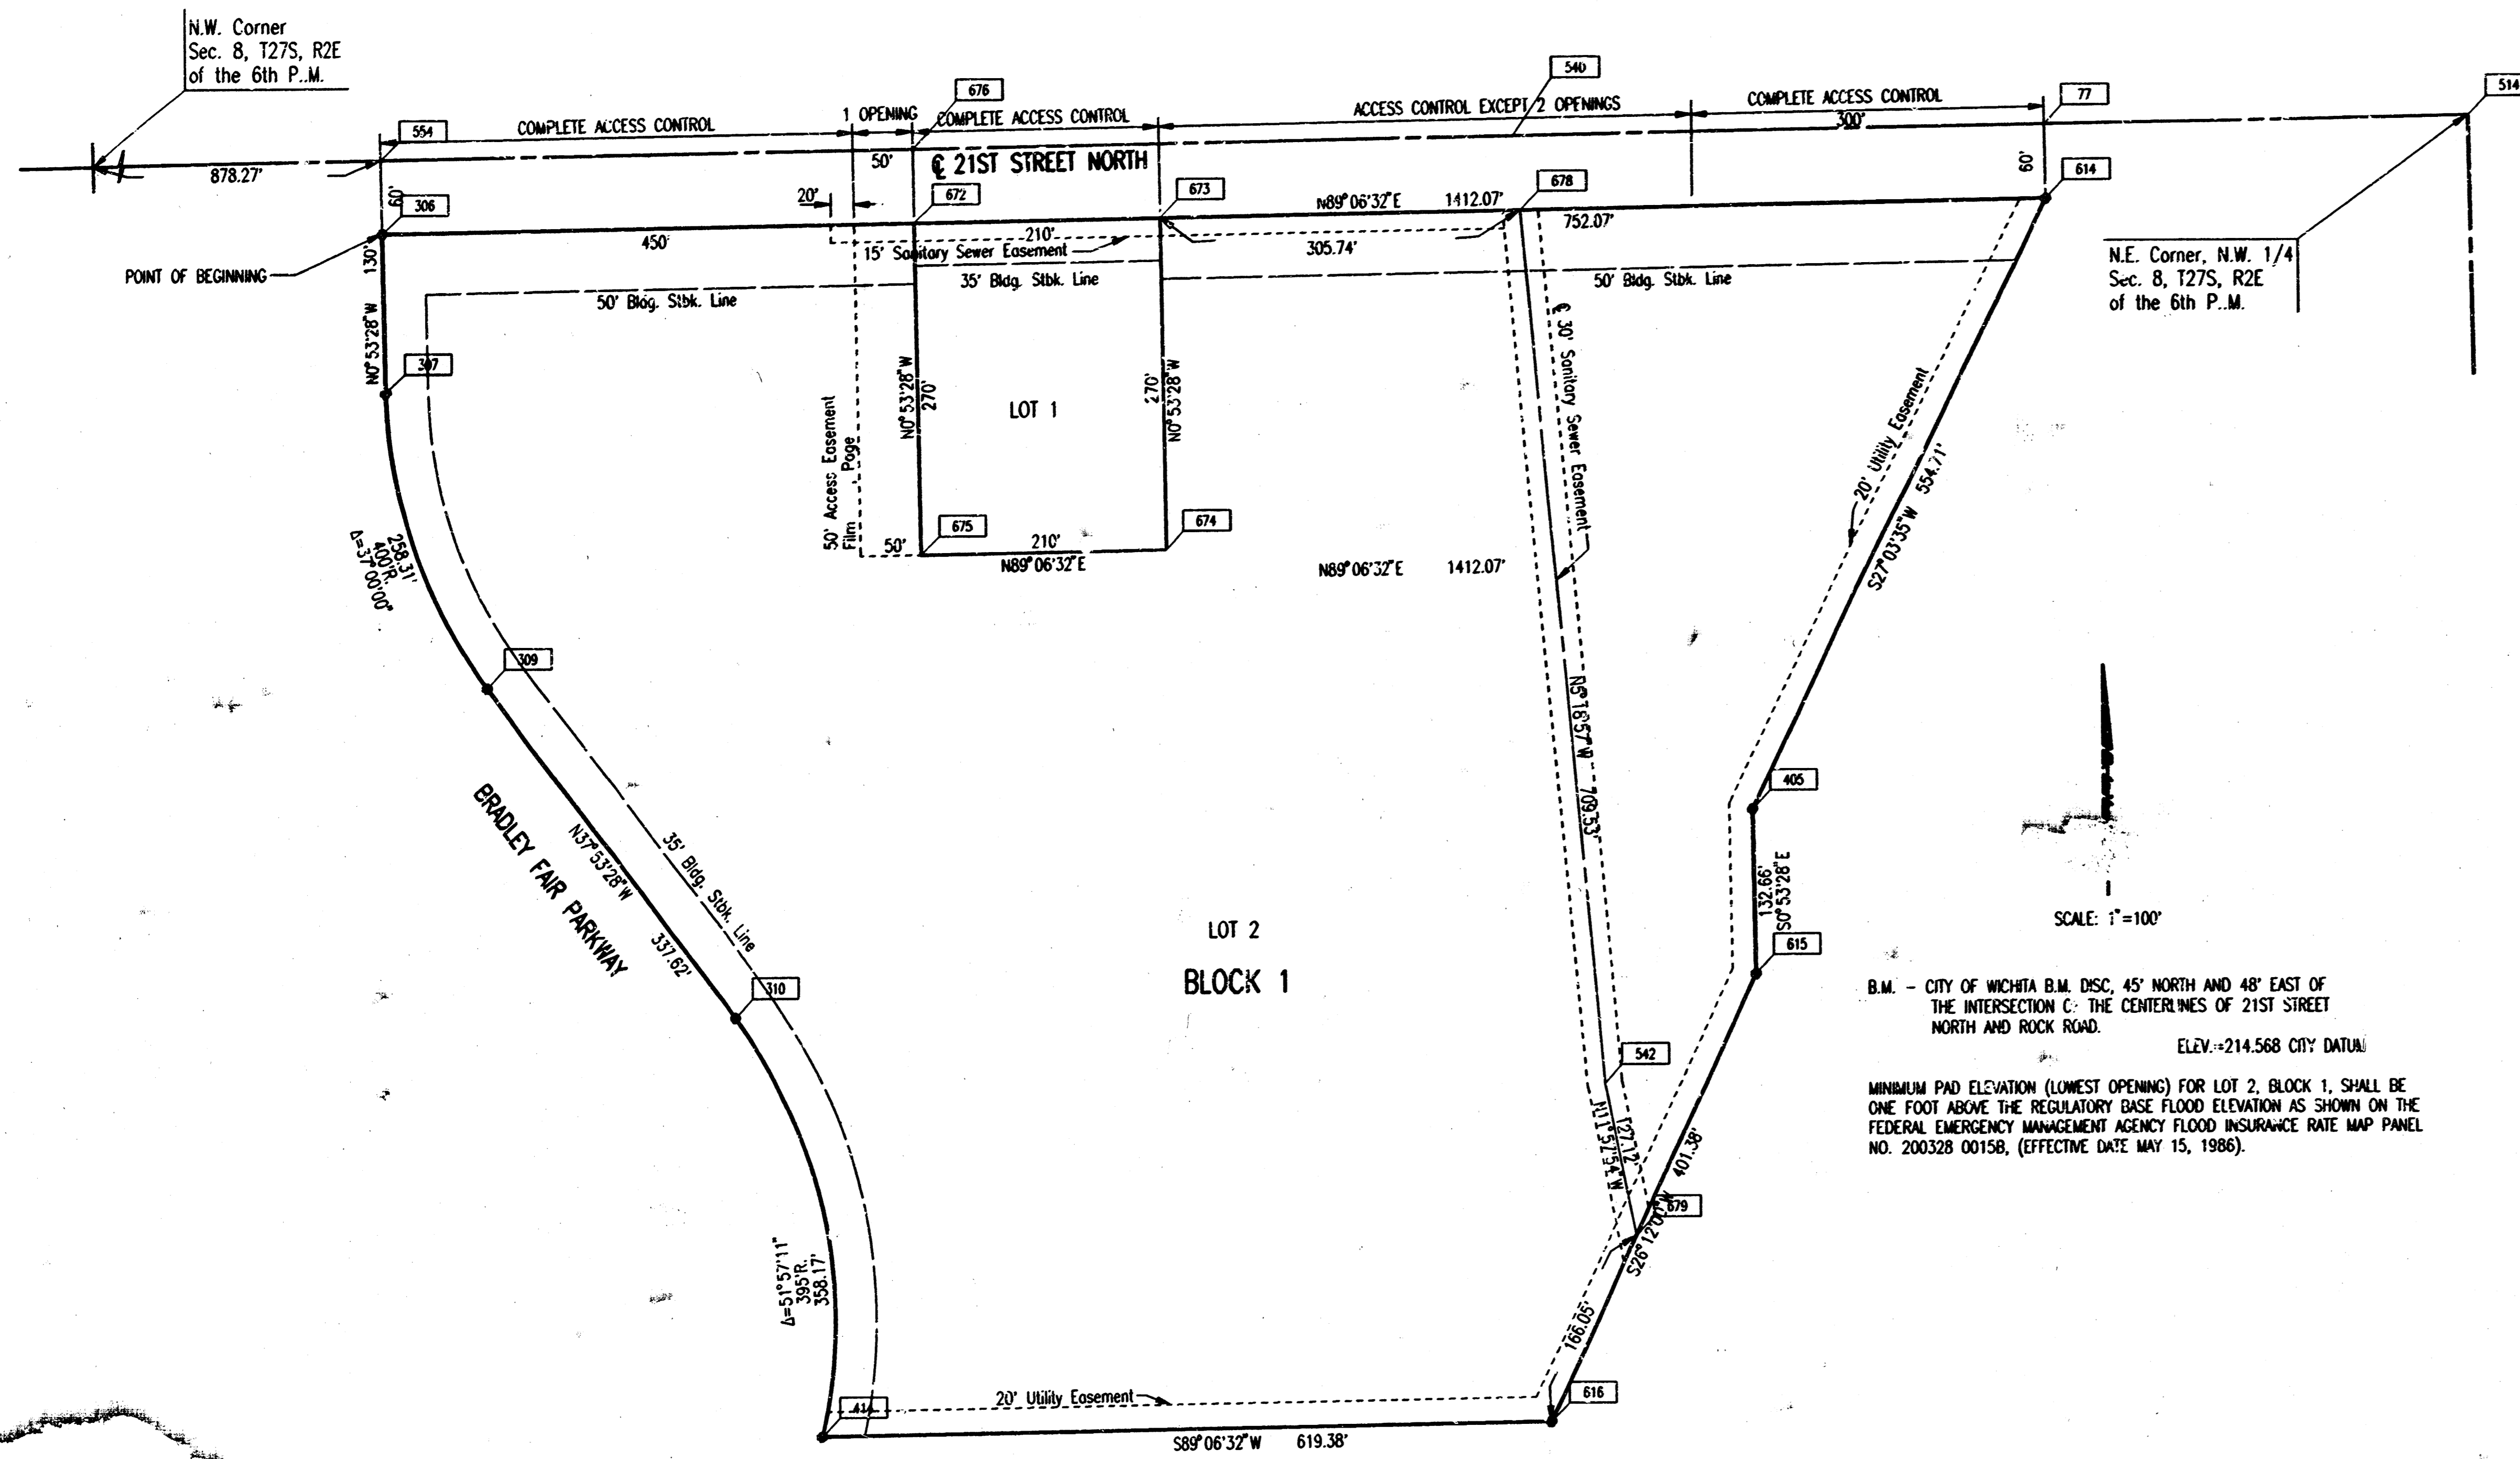 N.W. Corner
Sec. 8, T27S, R2E
of the 6th P..M.
514
540
676
77
1 OPENING
554
COMPLETE ACCESS CONTROL
COMPLETE ACCESS CONTROL
ACCESS CONTROL EXCEPT 2 OPENINGS
COMPLETE ACCESS CONTROL
300'
878.27'
50'
℄ 21ST STREET NORTH
60'
60'
614
306
20'
672
673
678
N89°06'32"E 1412.07'
752.07'
450'
210'
305.74'
15' Sanitary Sewer Easement
POINT OF BEGINNING
130'
N0°53'28"W
50' Bldg. Stbk. Line
35' Bldg. Stbk. Line
50' Bldg. Stbk. Line
N.E. Corner, N.W. 1/4
Sec. 8, T27S, R2E
of the 6th P..M.
307
LOT 1
N0°53'28"W
270'
270'
N0°53'28"W
50' Access Easement
Film , Page
℄ 30' Sanitary Sewer Easement
20' Utility Easement
554.71'
S27°03'35"W
675
674
50'
210'
N89°06'32"E
N89°06'32"E 1412.07'
258.31'
400'R.
Δ=37°00'00"
309
N5°18'57"W 709.53'
405
BRADLEY FAIR PARKWAY
N37°53'28"W 337.62'
35' Bldg. Stbk. Line
132.66'
S0°53'28"E
615
SCALE: 1"=100'
LOT 2
BLOCK 1
310
B.M. - CITY OF WICHITA B.M. DISC, 45' NORTH AND 48' EAST OF
THE INTERSECTION THE CENTERLINES OF 21ST STREET
NORTH AND ROCK ROAD.
ELEV.=214.568 CITY DATUM
542
MINIMUM PAD ELEVATION (LOWEST OPENING) FOR LOT 2, BLOCK 1, SHALL BE
ONE FOOT ABOVE THE REGULATORY BASE FLOOD ELEVATION AS SHOWN ON THE
FEDERAL EMERGENCY MANAGEMENT AGENCY FLOOD INSURANCE RATE MAP PANEL
NO. 200328 0015B, (EFFECTIVE DATE MAY 15, 1986).
N11°57'54"W
127.12'
401.38'
679
S26°12'00"W
Δ=51°57'11"
395'R.
358.17'
166.05'
616
20' Utility Easement
S89°06'32"W 619.38'